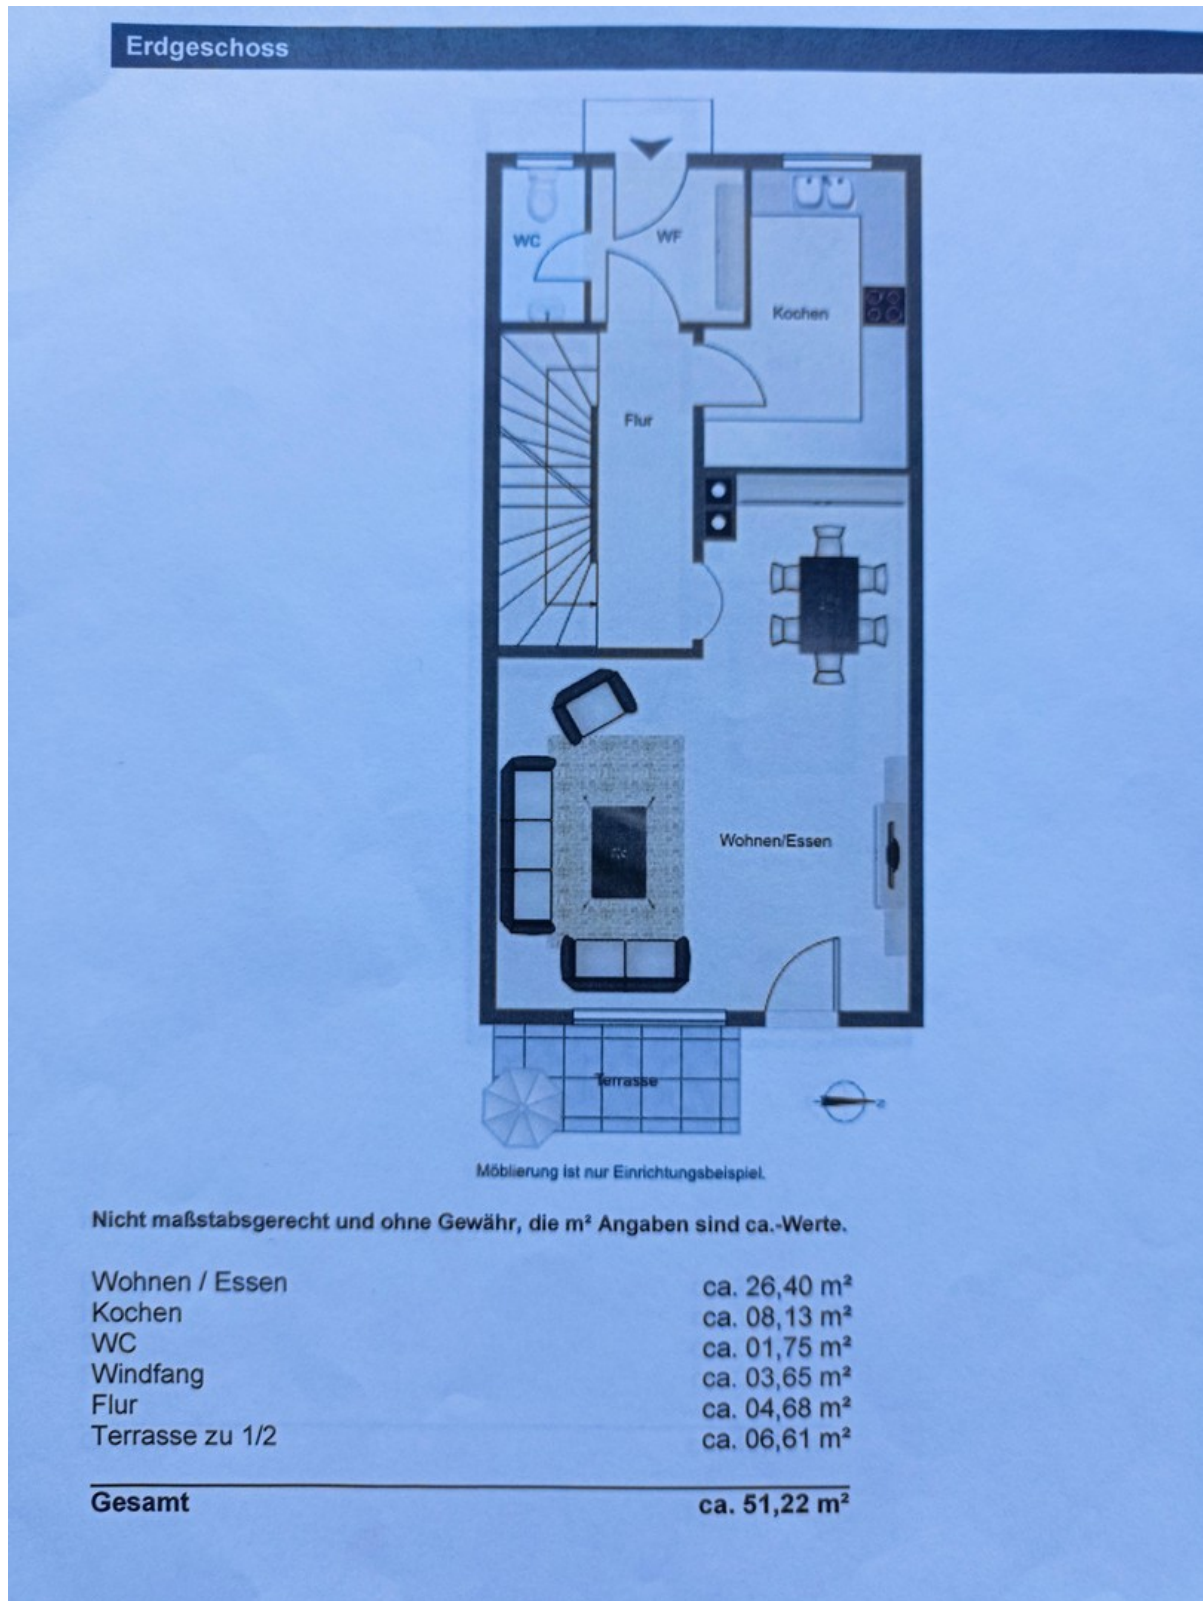 Erdgeschoss
WC
WF
Kochen
Flur
Wohnen/Essen
Terrasse
Möblierung ist nur Einrichtungsbeispiel.
Nicht maßstabsgerecht und ohne Gewähr, die m² Angaben sind ca.-Werte.
Wohnen / Essen ca. 26,40 m²
Kochen ca. 08,13 m²
WC ca. 01,75 m²
Windfang ca. 03,65 m²
Flur ca. 04,68 m²
Terrasse zu 1/2 ca. 06,61 m²
Gesamt ca. 51,22 m²